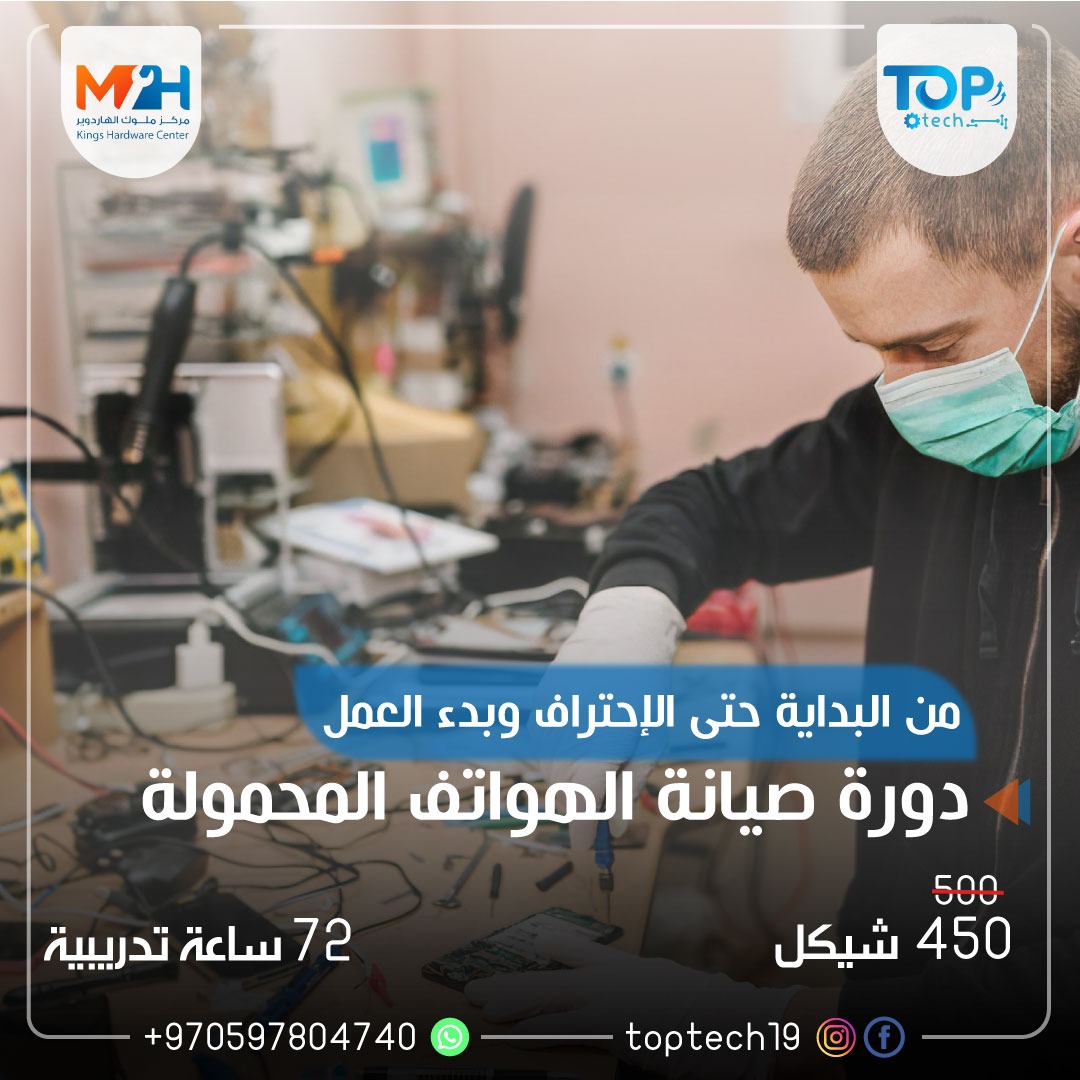 M2H
مركز ملوك الهاردوير
Kings Hardware Center
TOP
tech
من البداية حتى الإحتراف وبدء العمل
دورة صيانة الهواتف المحمولة
500
450 شيكل
72 ساعة تدريبية
+970597804740
toptech19